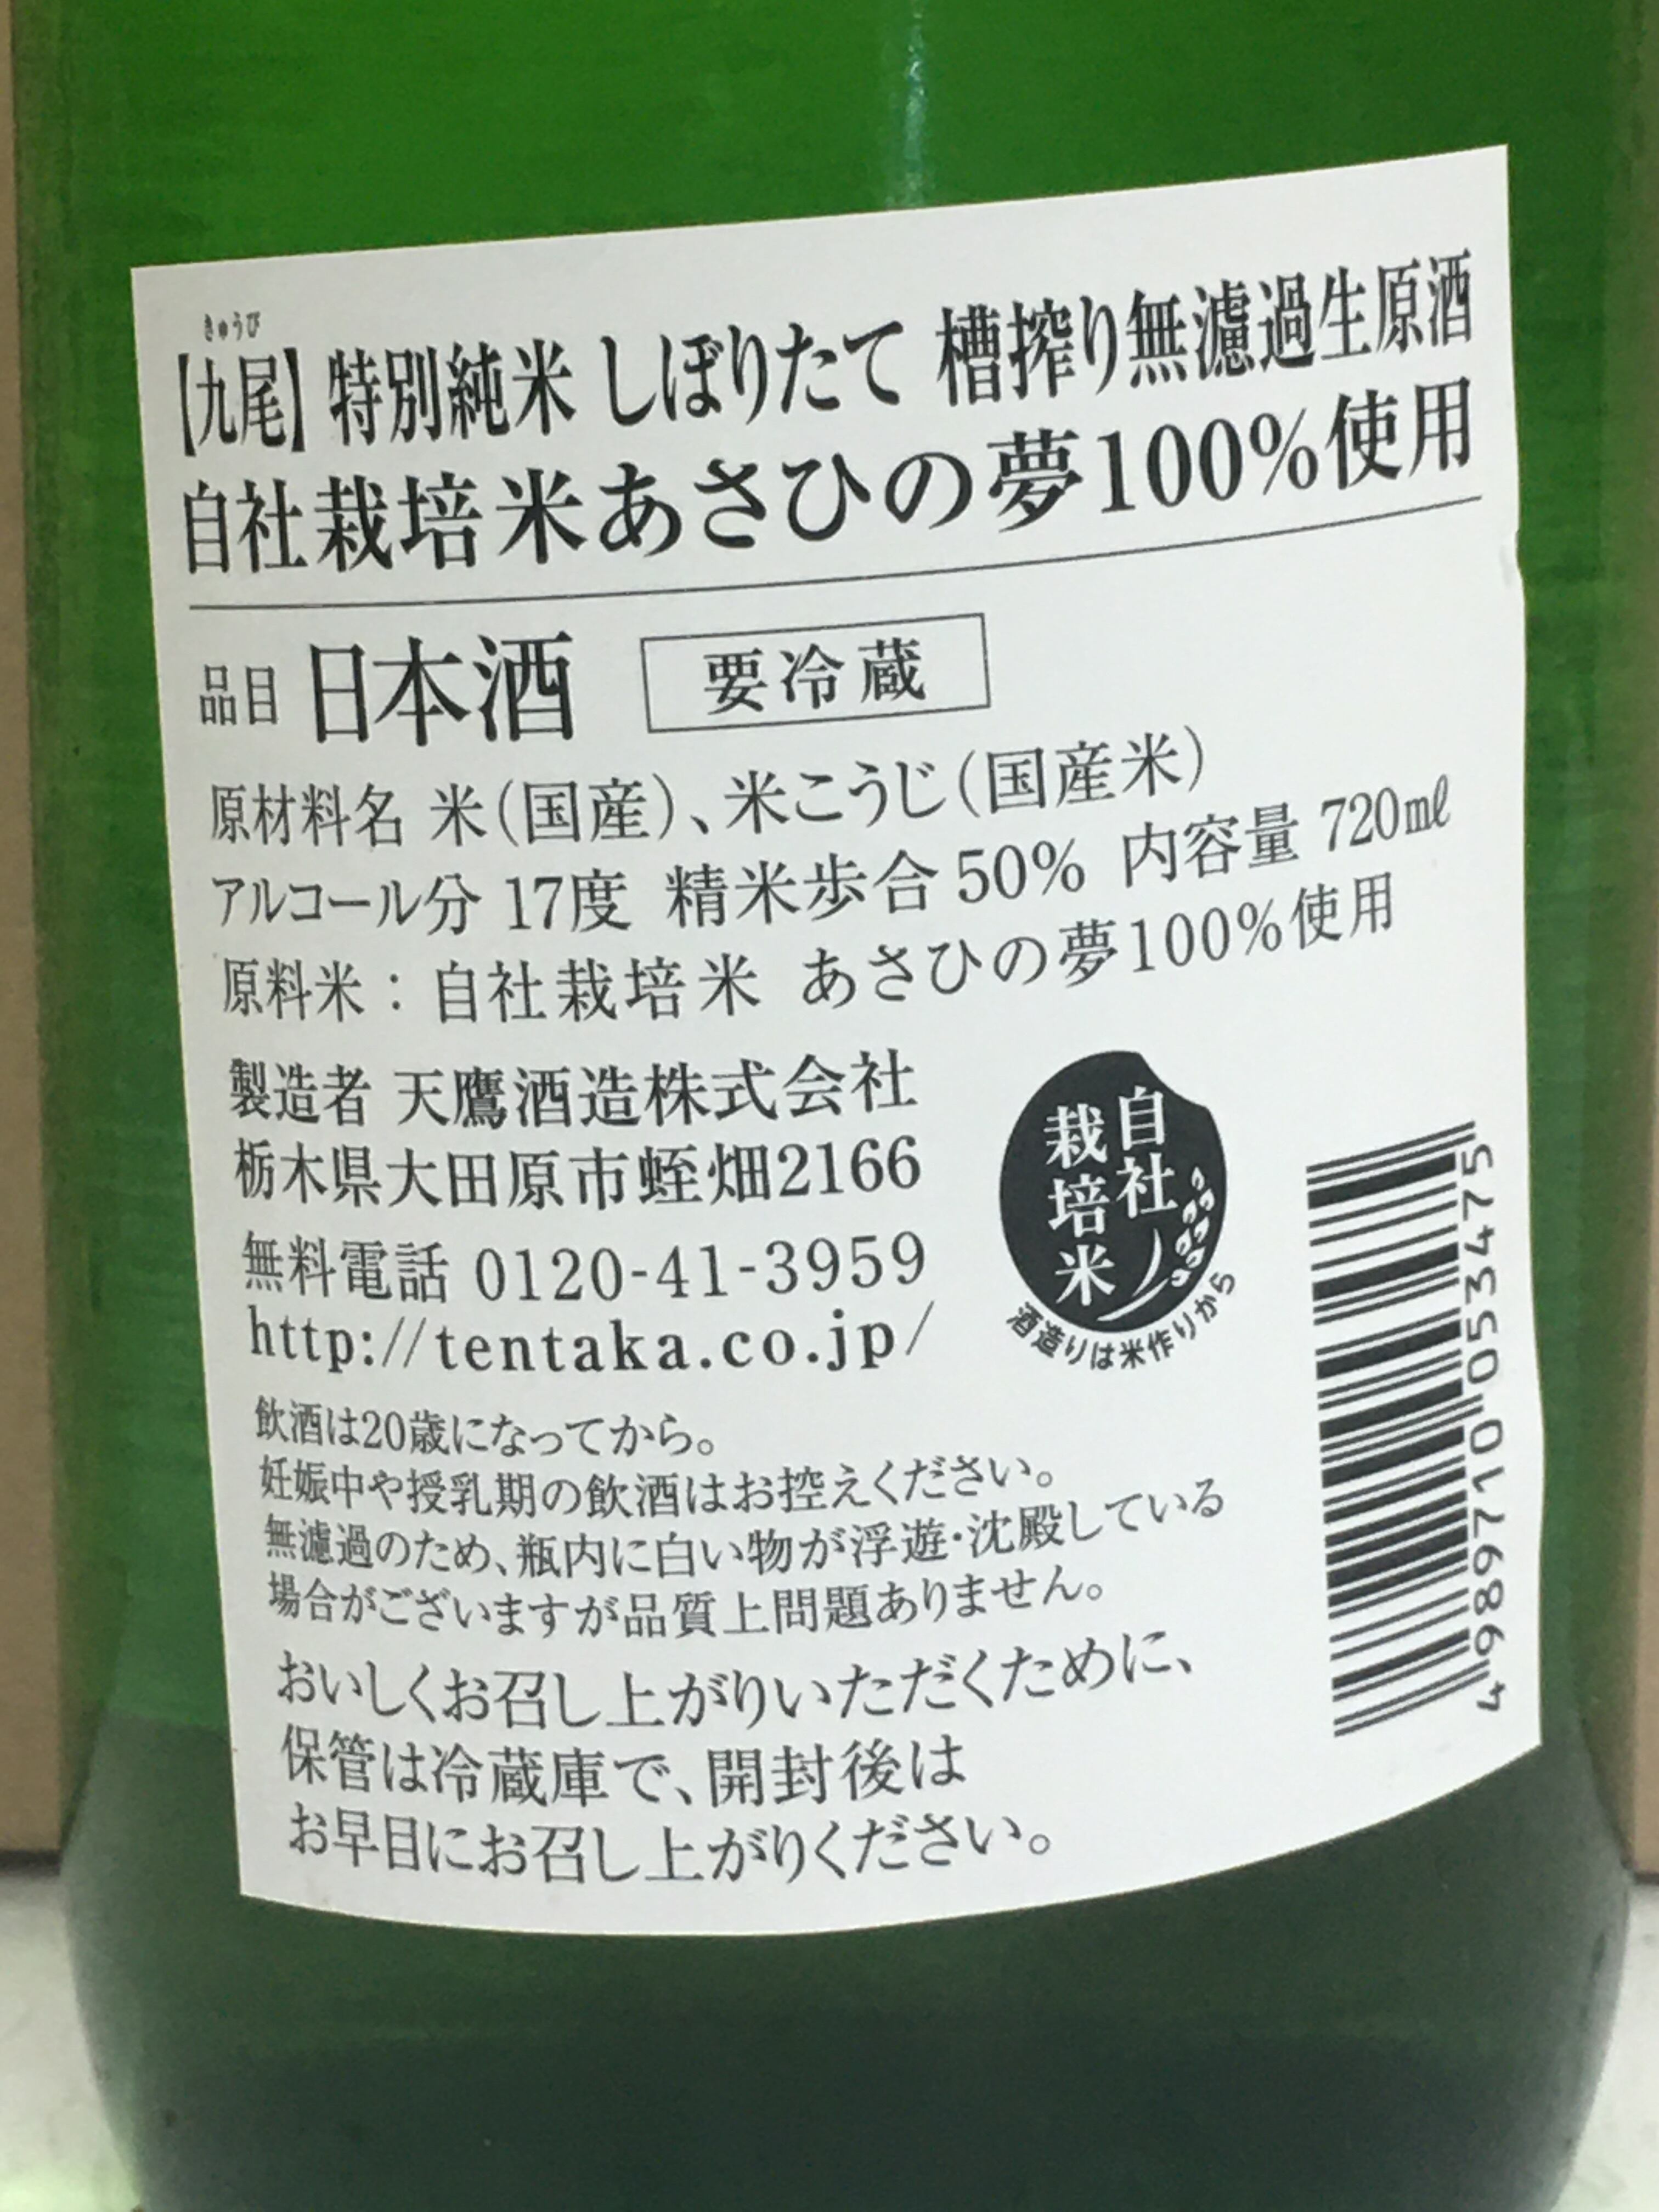 きゅうび
【九尾】特別純米 しぼりたて 槽搾り無濾過生原酒
自社栽培米あさひの夢100%使用
品目 日本酒 要冷蔵
原材料名 米(国産)、米こうじ(国産米)
アルコール分 17度 精米歩合 50% 内容量 720㎖
原料米：自社栽培米 あさひの夢100%使用
製造者 天鷹酒造株式会社
栃木県大田原市蛭畑2166
無料電話 0120-41-3959
http://tentaka.co.jp/
自社
栽培米
酒造りは米作りから
飲酒は20歳になってから。
妊娠中や授乳期の飲酒はお控えください。
無濾過のため、瓶内に白い物が浮遊・沈殿している
場合がございますが品質上問題ありません。
おいしくお召し上がりいただくために、
保管は冷蔵庫で、開封後は
お早目にお召し上がりください。
4986710053475